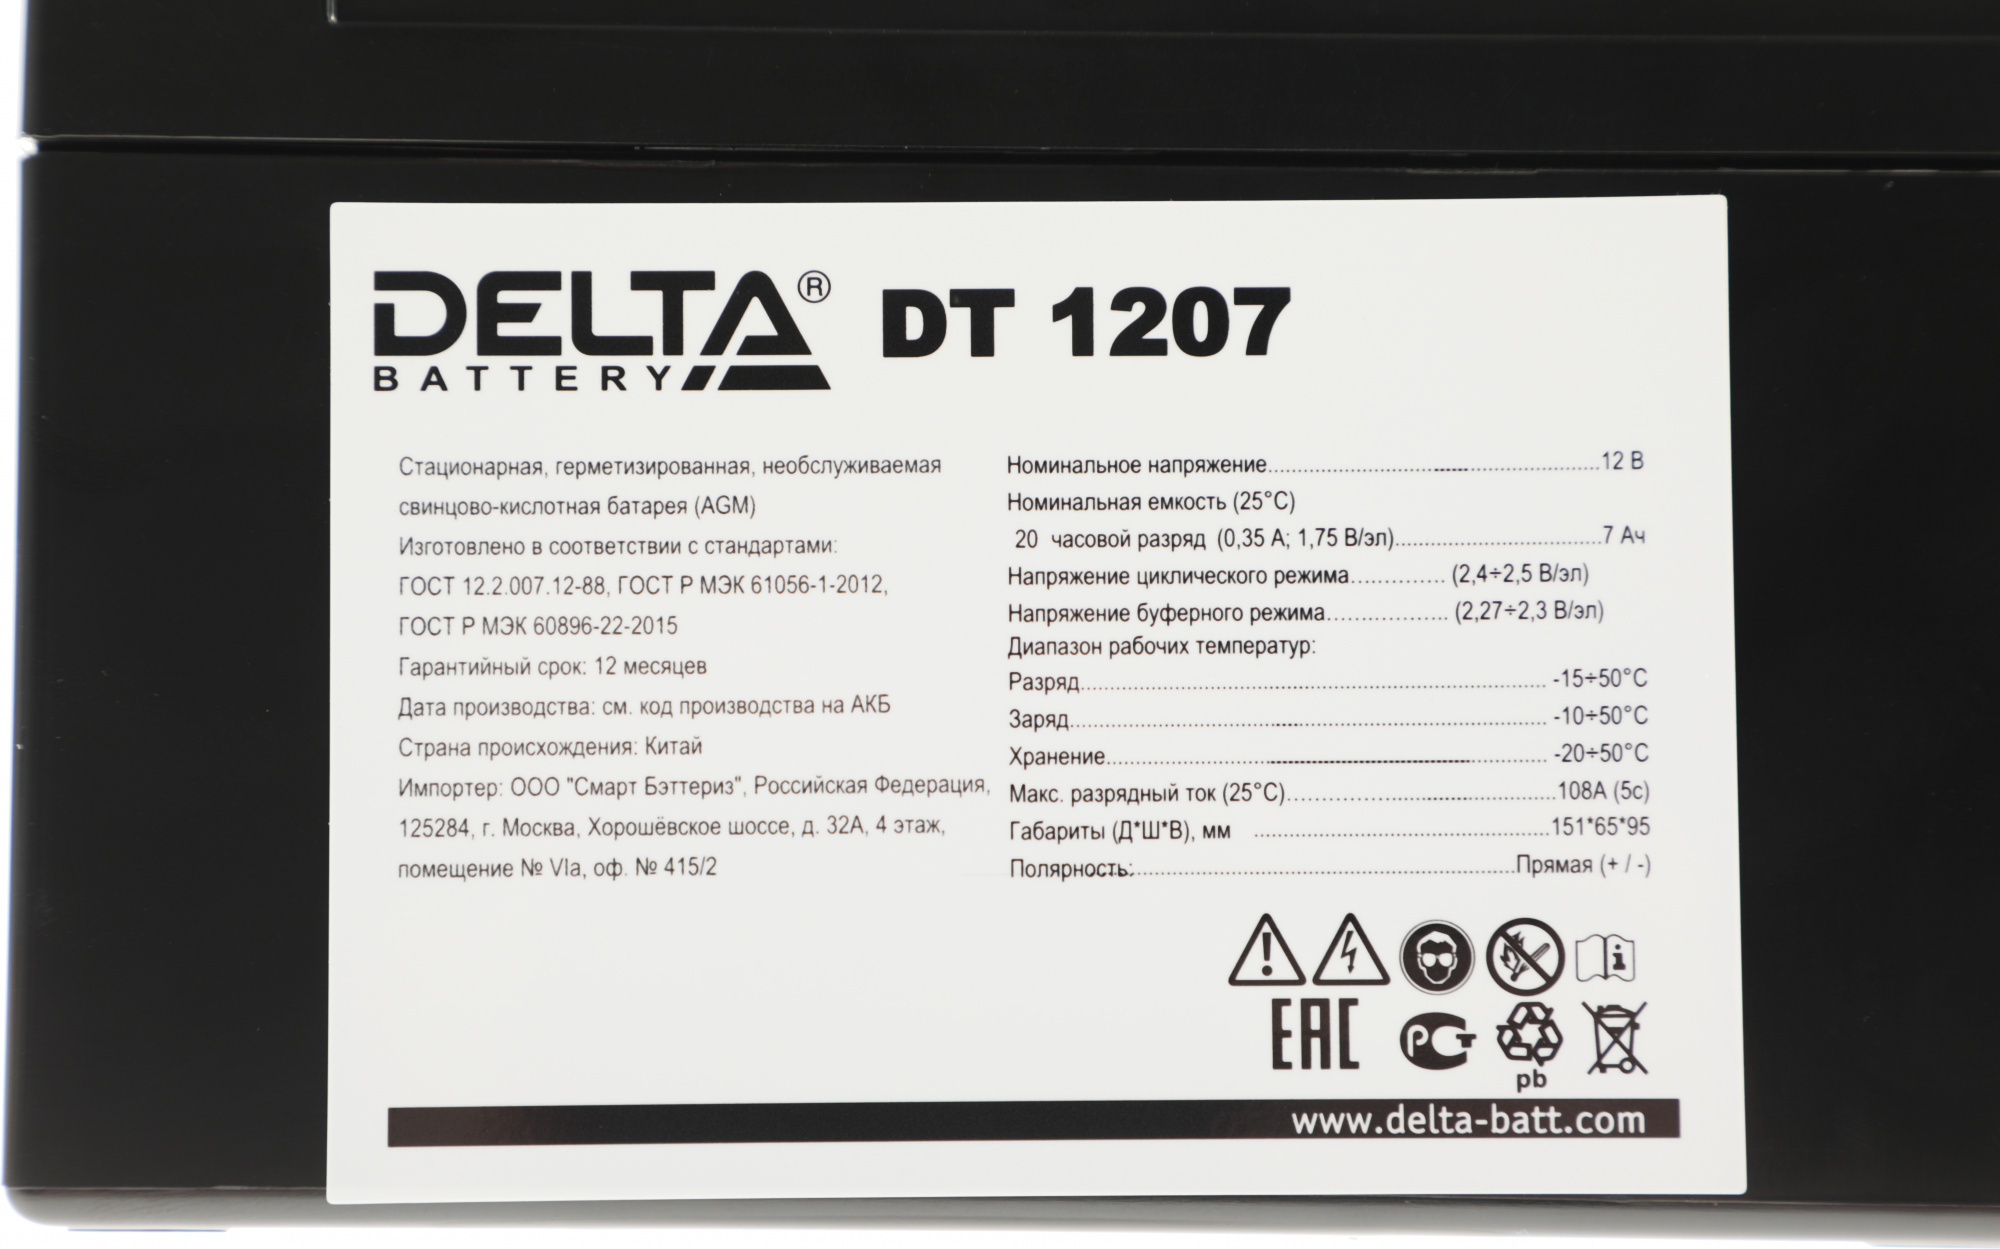 DELTA® DT 1207
BATTERY
Стационарная, герметизированная, необслуживаемая
свинцово-кислотная батарея (AGM)
Изготовлено в соответствии с стандартами:
ГОСТ 12.2.007.12-88, ГОСТ Р МЭК 61056-1-2012,
ГОСТ Р МЭК 60896-22-2015
Гарантийный срок: 12 месяцев
Дата производства: см. код производства на АКБ
Страна происхождения: Китай
Импортер: ООО "Смарт Бэттериз", Российская Федерация,
125284, г. Москва, Хорошёвское шоссе, д. 32А, 4 этаж,
помещение № VIa, оф. № 415/2
Номинальное напряжение......12 В
Номинальная емкость (25°C)
20 часовой разряд (0,35 А; 1,75 В/эл)......7 Ач
Напряжение циклического режима...... (2,4÷2,5 В/эл)
Напряжение буферного режима...... (2,27÷2,3 В/эл)
Диапазон рабочих температур:
Разряд...... -15÷50°C
Заряд...... -10÷50°C
Хранение...... -20÷50°C
Макс. разрядный ток (25°C)......108А (5с)
Габариты (Д*Ш*В), мм ......151*65*95
Полярность:......Прямая (+ / -)
EAC
РСТ
pb
www.delta-batt.com